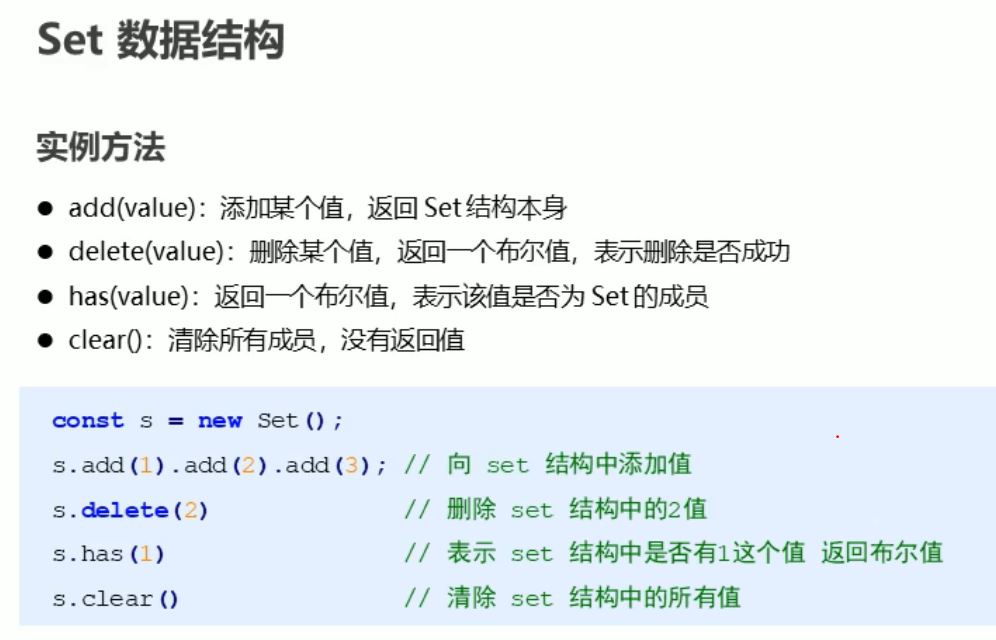 Set 数据结构
实例方法
● add(value)：添加某个值，返回 Set 结构本身
● delete(value)：删除某个值，返回一个布尔值，表示删除是否成功
● has(value)：返回一个布尔值，表示该值是否为 Set 的成员
● clear()：清除所有成员，没有返回值
const s = new Set();
s.add(1).add(2).add(3); // 向 set 结构中添加值
s.delete(2) // 删除 set 结构中的2值
s.has(1) // 表示 set 结构中是否有1这个值 返回布尔值
s.clear() // 清除 set 结构中的所有值